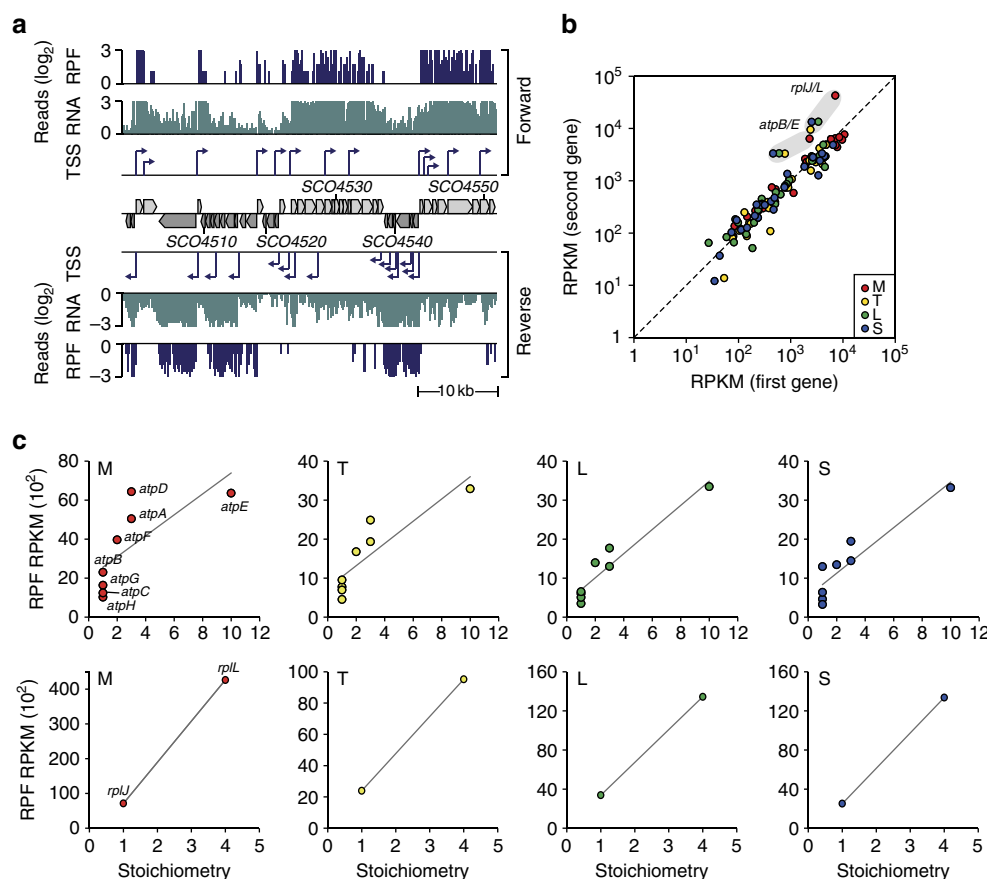 a
Reads (log2)
RPF
3
0
RNA
3
0
TSS
Forward
SCO4530
SCO4550
SCO4510
SCO4520
SCO4540
TSS
Reads (log2)
RNA
0
−3
RPF
0
−3
Reverse
10 kb
b
RPKM (second gene)
10^5
10^4
10^3
10^2
10^1
1
rplJ/L
atpB/E
M
T
L
S
1
10^1
10^2
10^3
10^4
10^5
RPKM (first gene)
c
RPF RPKM (10^2)
M
80
60
40
20
0
atpD
atpA
atpF
atpE
atpB
atpG
atpC
atpH
0 2 4 6 8 10 12
T
40
30
20
10
0
0 2 4 6 8 10 12
L
40
30
20
10
0
0 2 4 6 8 10 12
S
40
30
20
10
0
0 2 4 6 8 10 12
RPF RPKM (10^2)
M
400
300
200
100
0
rplL
rplJ
0 1 2 3 4 5
Stoichiometry
T
100
80
60
40
20
0
0 1 2 3 4 5
Stoichiometry
L
160
120
80
40
0
0 1 2 3 4 5
Stoichiometry
S
160
120
80
40
0
0 1 2 3 4 5
Stoichiometry